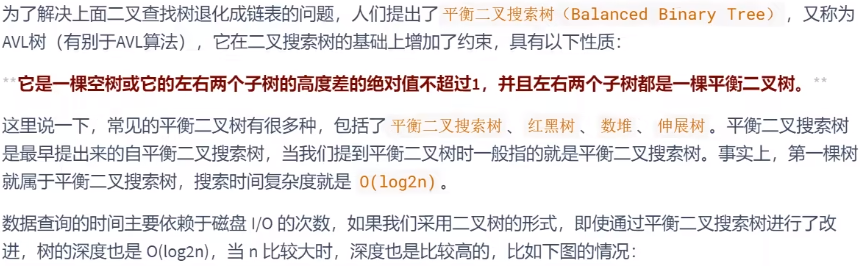 为了解决上面二叉查找树退化成链表的问题，人们提出了平衡二叉搜索树（Balanced Binary Tree），又称为
AVL树（有别于AVL算法），它在二叉搜索树的基础上增加了约束，具有以下性质：
**它是一棵空树或它的左右两个子树的高度差的绝对值不超过1，并且左右两个子树都是一棵平衡二叉树。**
这里说一下，常见的平衡二叉树有很多种，包括了平衡二叉搜索树、红黑树、数堆、伸展树。平衡二叉搜索树
是最早提出来的自平衡二叉搜索树，当我们提到平衡二叉树时一般指的就是平衡二叉搜索树。事实上，第一棵树
就属于平衡二叉搜索树，搜索时间复杂度就是 O(log2n)。
数据查询的时间主要依赖于磁盘 I/O 的次数，如果我们采用二叉树的形式，即使通过平衡二叉搜索树进行了改
进，树的深度也是 O(log2n)，当 n 比较大时，深度也是比较高的，比如下图的情况：